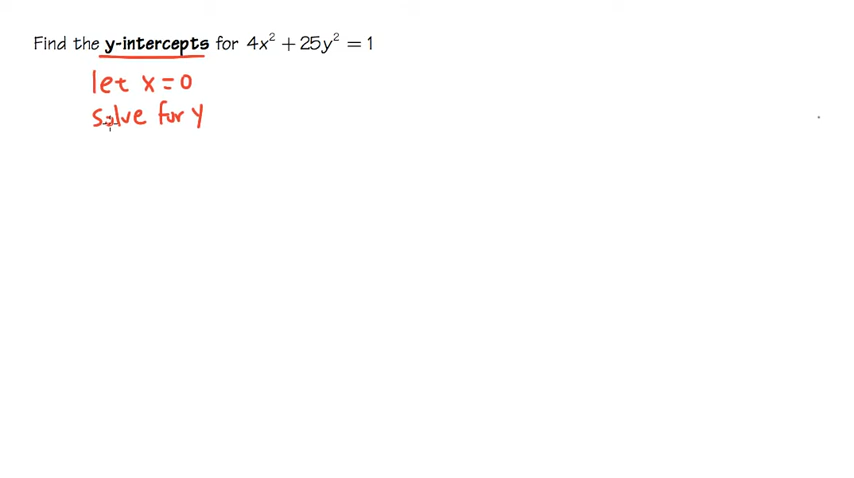 Find the y-intercepts for 4x² + 25y² = 1
let x = 0
solve for y